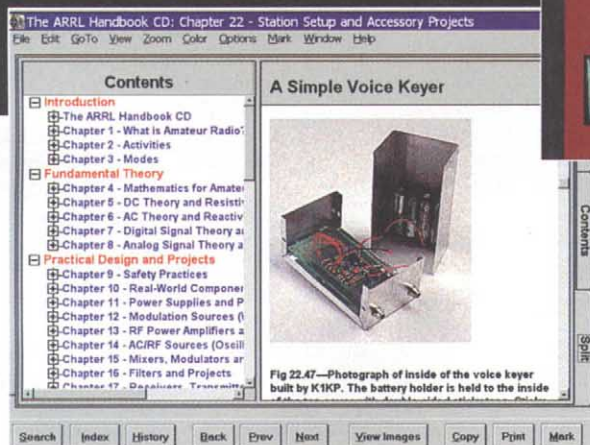 The ARRL Handbook CD: Chapter 22 - Station Setup and Accessory Projects
File Edit GoTo View Zoom Color Options Mark Window Help
Contents
Introduction
The ARRL Handbook CD
Chapter 1 - What is Amateur Radio?
Chapter 2 - Activities
Chapter 3 - Modes
Fundamental Theory
Chapter 4 - Mathematics for Amate
Chapter 5 - DC Theory and Resisti
Chapter 6 - AC Theory and Reactiv
Chapter 7 - Digital Signal Theory a
Chapter 8 - Analog Signal Theory a
Practical Design and Projects
Chapter 9 - Safety Practices
Chapter 10 - Real-World Componer
Chapter 11 - Power Supplies and P
Chapter 12 - Modulation Sources (
Chapter 13 - RF Power Amplifiers a
Chapter 14 - AC/RF Sources (Oscill
Chapter 15 - Mixers, Modulators ar
Chapter 16 - Filters and Projects
Chapter 17 - Receivers, Transmitte
A Simple Voice Keyer
Fig 22.47—Photograph of inside of the voice keyer
built by K1KP. The battery holder is held to the inside
Contents
Split
Search Index History Back Prev Next View Images Copy Print Mark